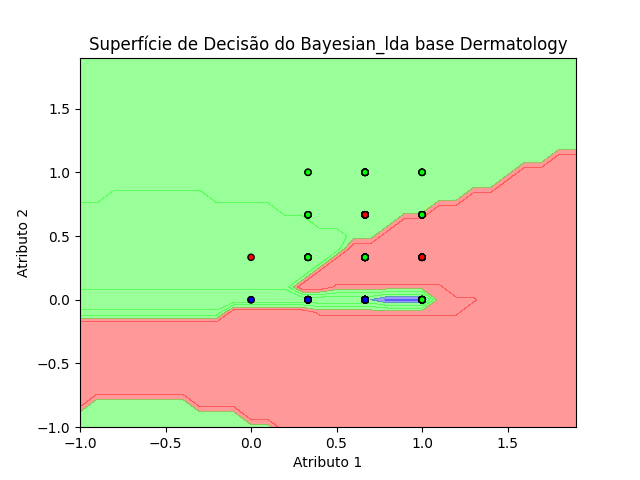 Superfície de Decisão do Bayesian_lda base Dermatology
Atributo 2
1.5
1.0
0.5
0.0
−0.5
−1.0
−1.0 −0.5 0.0 0.5 1.0 1.5
Atributo 1